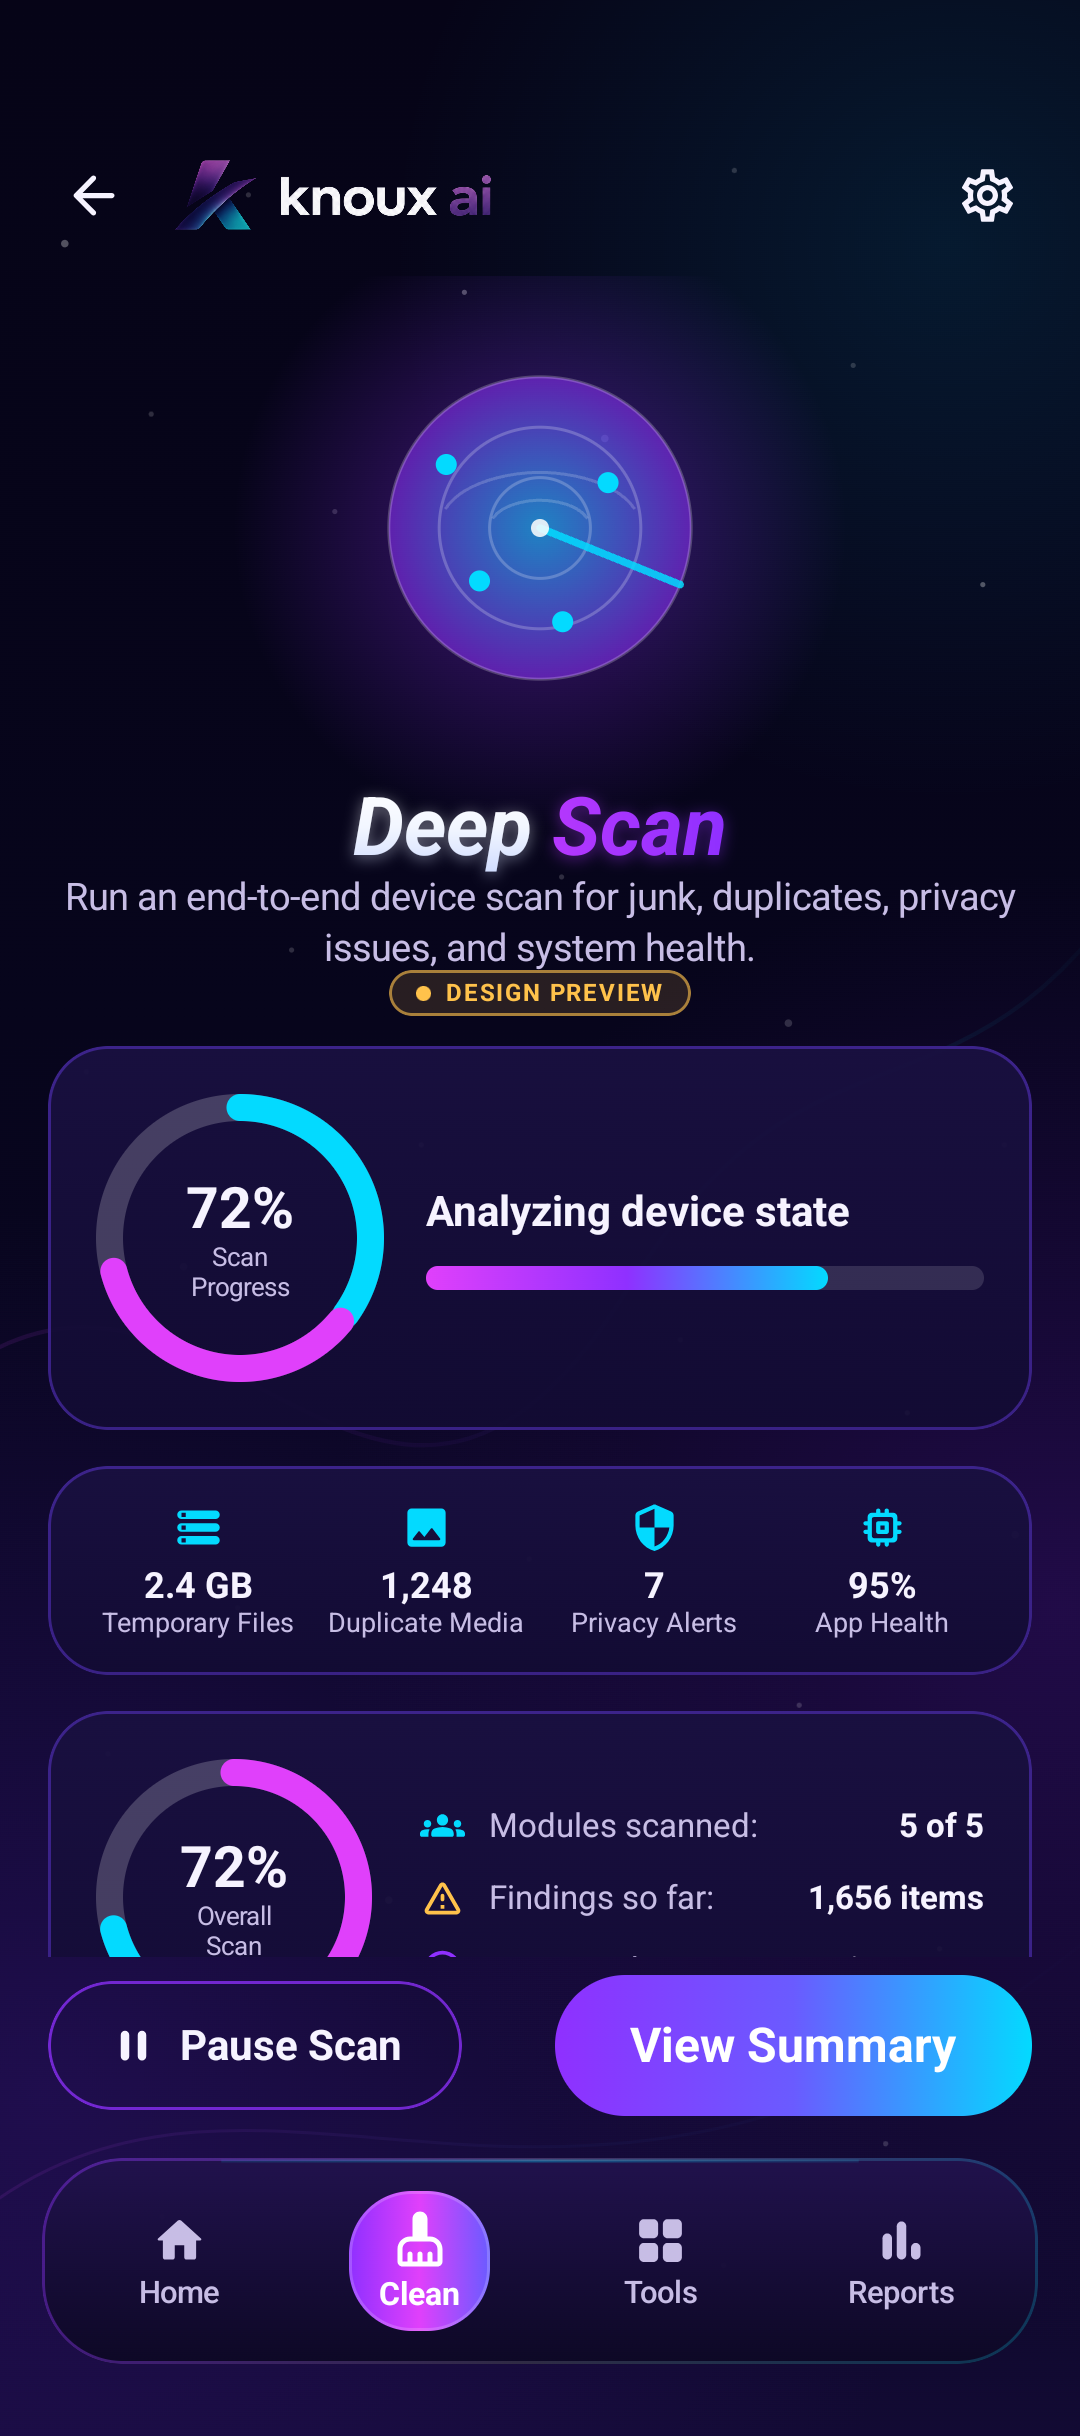 knoux ai
Deep Scan
Run an end-to-end device scan for junk, duplicates, privacy
issues, and system health.
DESIGN PREVIEW
72%
Scan
Progress
Analyzing device state
2.4 GB
Temporary Files
1,248
Duplicate Media
7
Privacy Alerts
95%
App Health
72%
Overall
Scan
Modules scanned: 5 of 5
Findings so far: 1,656 items
Pause Scan
View Summary
Home
Clean
Tools
Reports